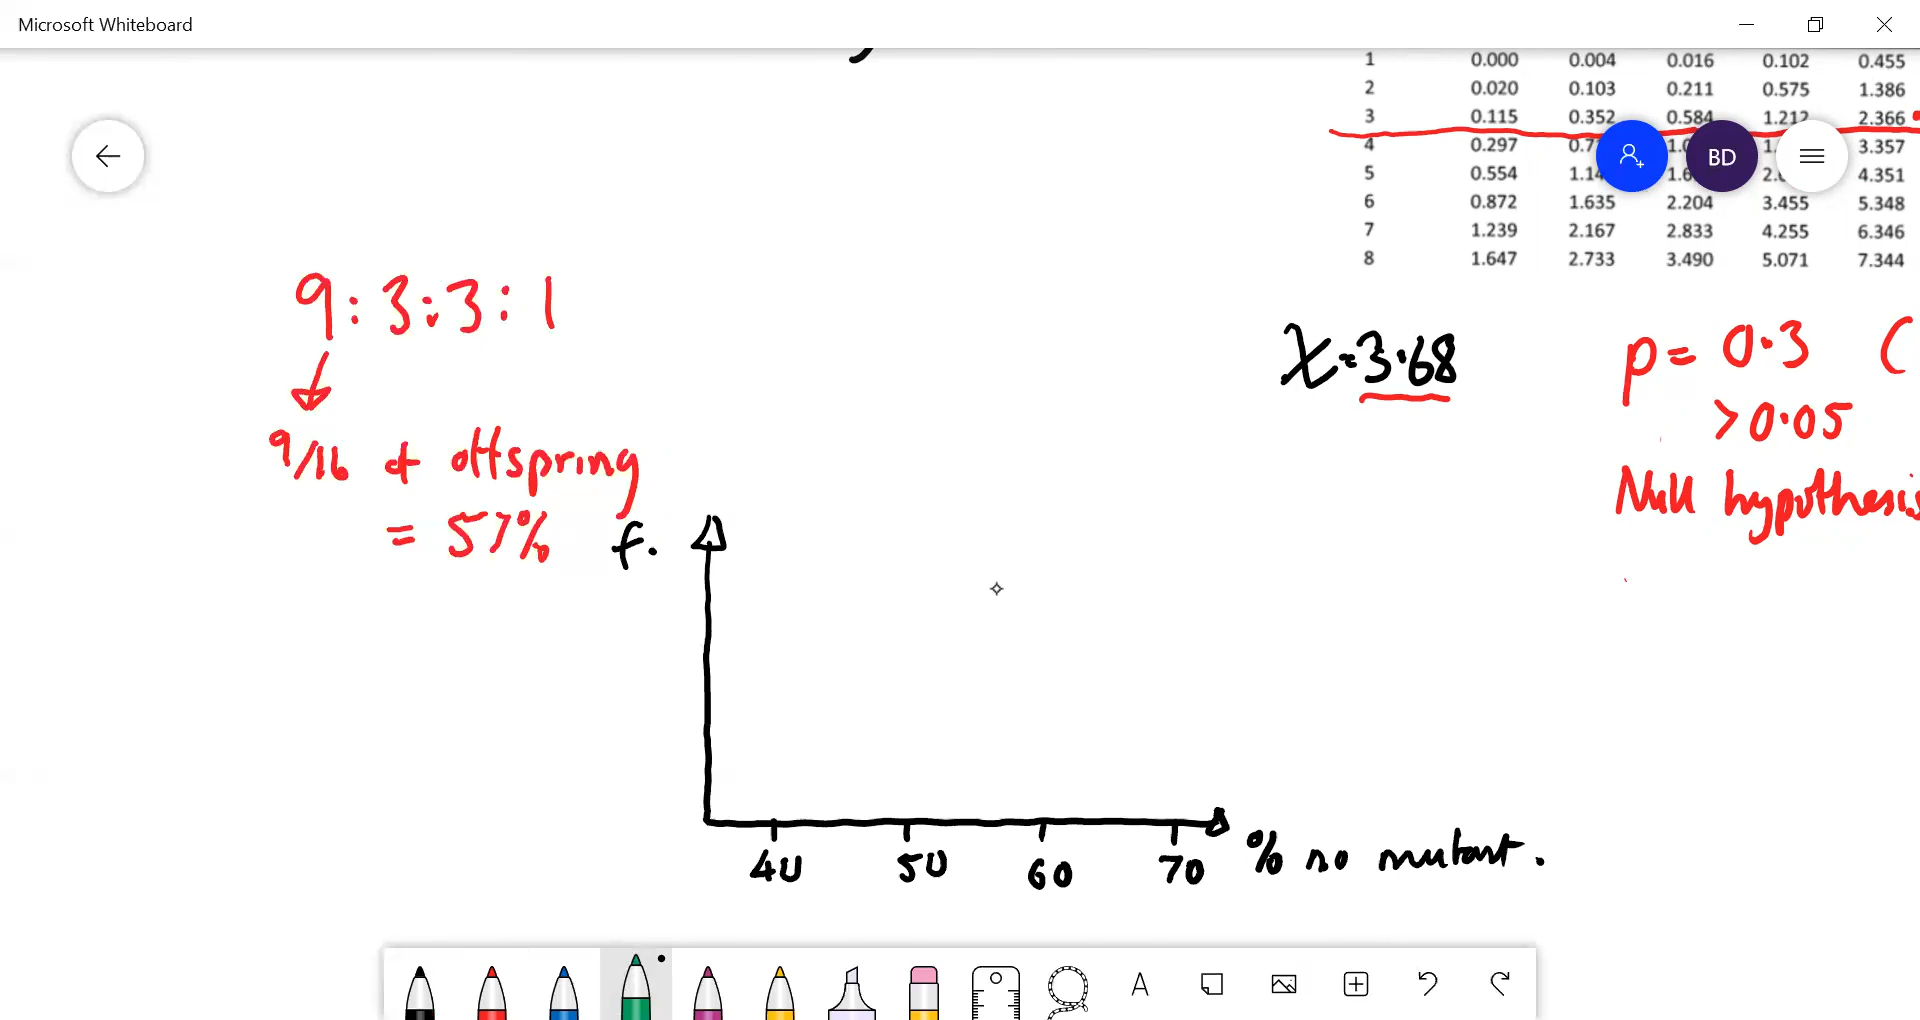 Microsoft Whiteboard
1 0.000 0.004 0.016 0.102 0.455
2 0.020 0.103 0.211 0.575 1.386
3 0.115 0.352 0.584 1.212 2.366
4 0.297 3.357
5 0.554 4.351
6 0.872 1.635 2.204 3.455 5.348
7 1.239 2.167 2.833 4.255 6.346
8 1.647 2.733 3.490 5.071 7.344
BD
9:3:3:1
9/16 of offspring
= 57%
χ=3.68
p= 0.3 (
>0.05
Null hypothesis
f.
40 50 60 70
% no mutant.
A